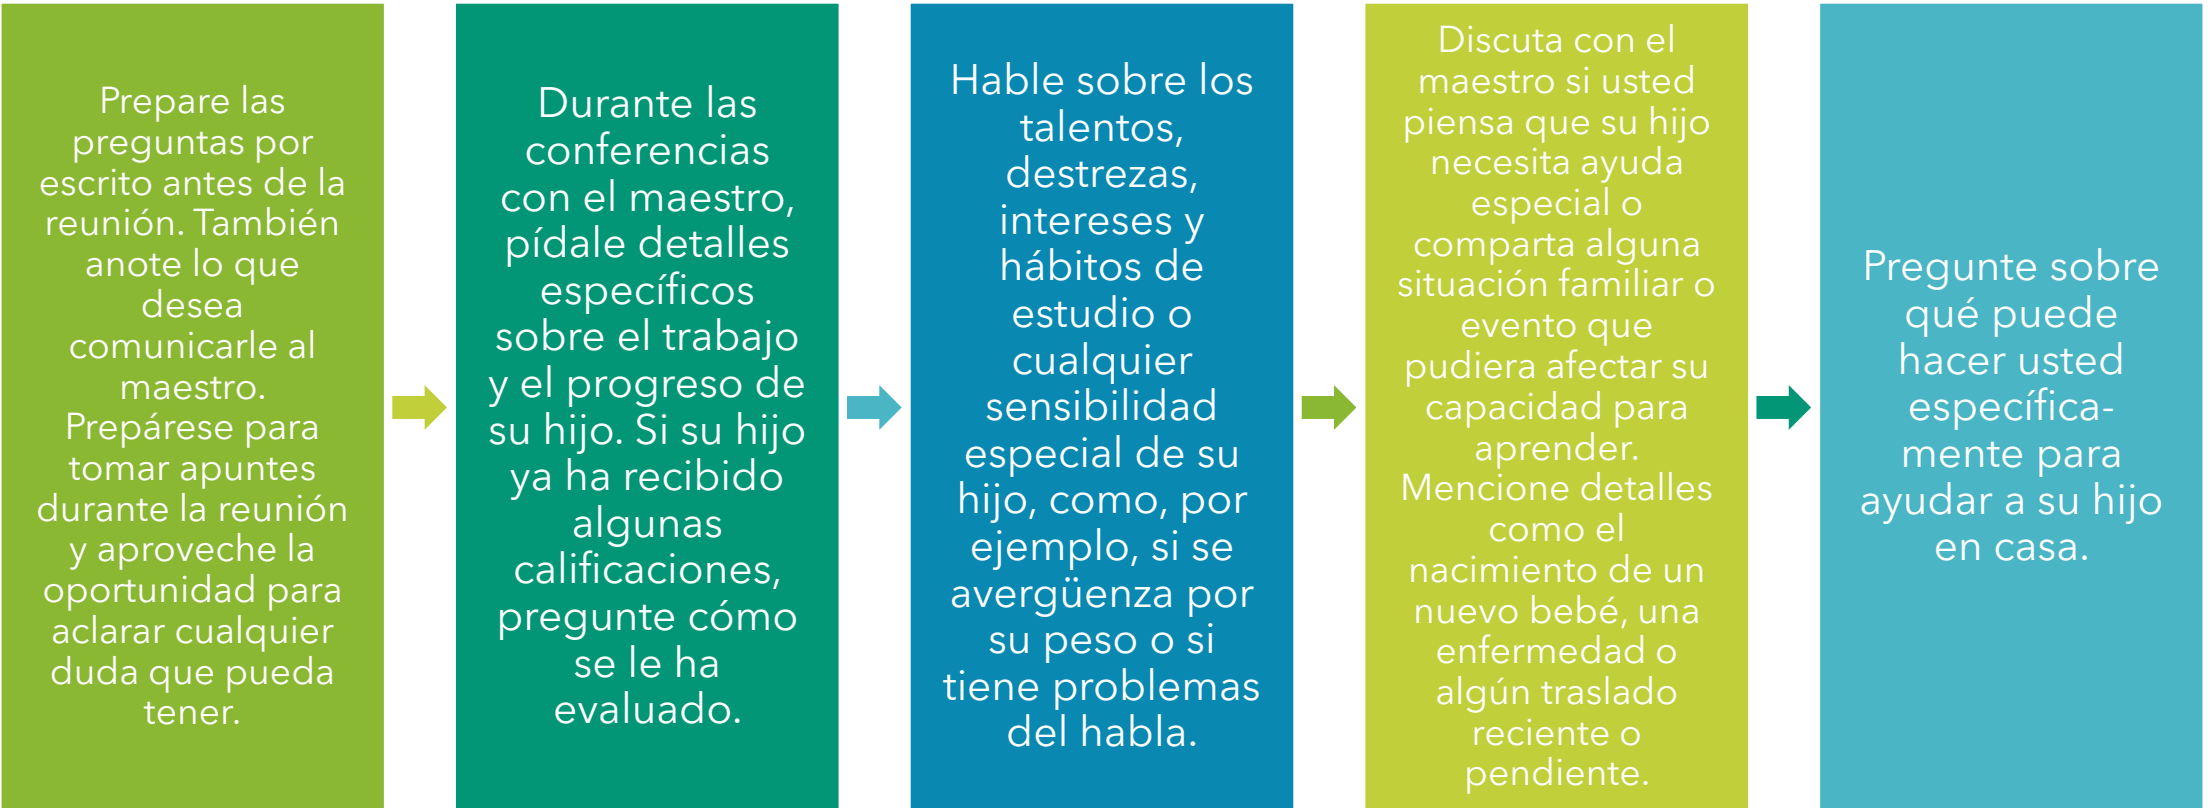 Prepare las
preguntas por
escrito antes de la
reunión. También
anote lo que
desea
comunicarle al
maestro.
Prepárese para
tomar apuntes
durante la reunión
y aproveche la
oportunidad para
aclarar cualquier
duda que pueda
tener.
Durante las
conferencias
con el maestro,
pídale detalles
específicos
sobre el trabajo
y el progreso de
su hijo. Si su hijo
ya ha recibido
algunas
calificaciones,
pregunte cómo
se le ha
evaluado.
Hable sobre los
talentos,
destrezas,
intereses y
hábitos de
estudio o
cualquier
sensibilidad
especial de su
hijo, como, por
ejemplo, si se
avergüenza por
su peso o si
tiene problemas
del habla.
Discuta con el
maestro si usted
piensa que su hijo
necesita ayuda
especial o
comparta alguna
situación familiar o
evento que
pudiera afectar su
capacidad para
aprender.
Mencione detalles
como el
nacimiento de un
nuevo bebé, una
enfermedad o
algún traslado
reciente o
pendiente.
Pregunte sobre
qué puede
hacer usted
específica-
mente para
ayudar a su hijo
en casa.